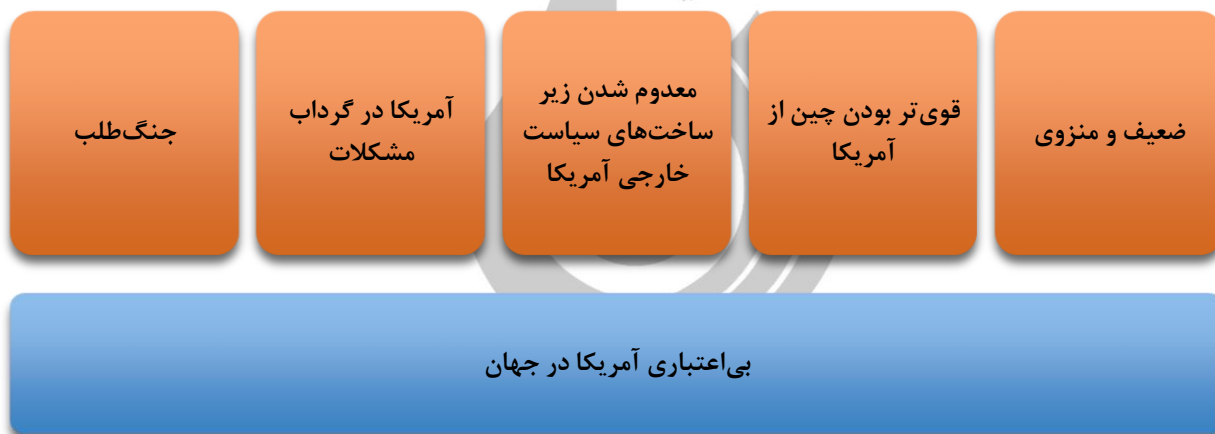 ضعیف و منزوی
قوی‌تر بودن چین از
آمریکا
معدوم شدن زیر
ساخت‌های سیاست
خارجی آمریکا
آمریکا در گرداب
مشکلات
جنگ‌طلب
بی‌اعتباری آمریکا در جهان